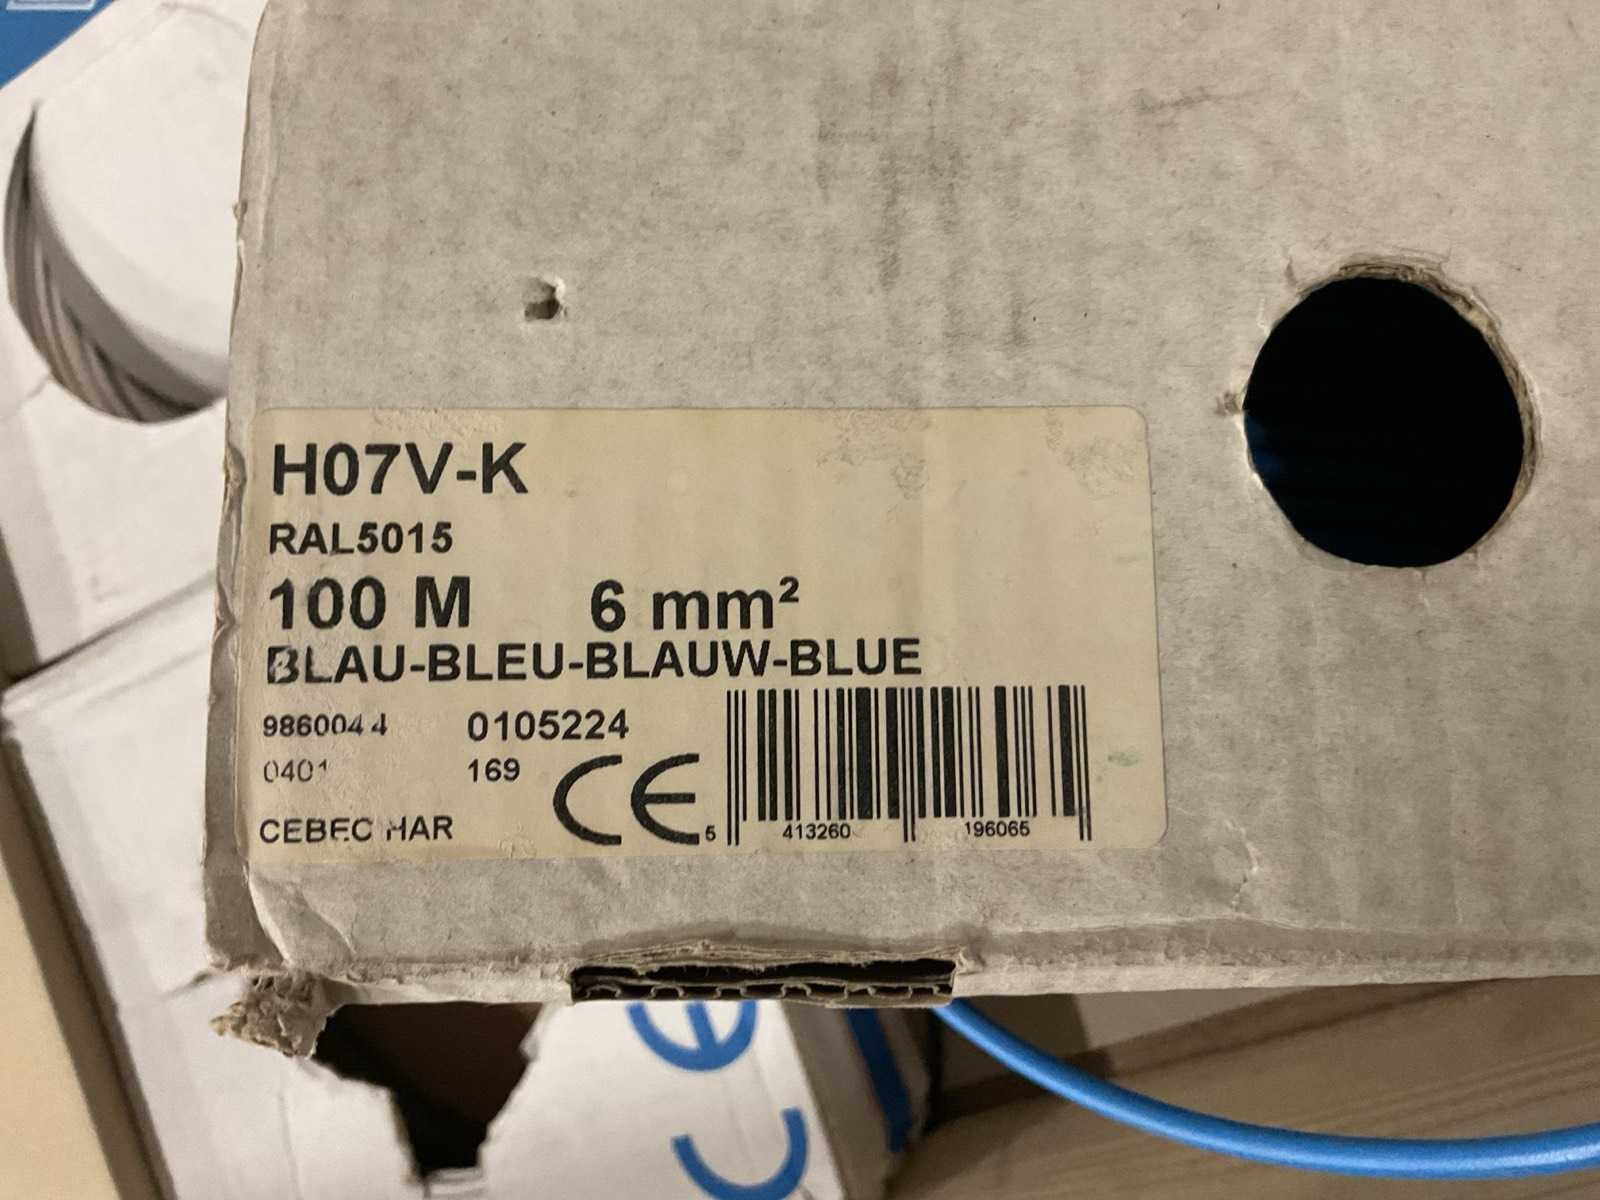 H07V-K
RAL5015
100 M 6 mm²
BLAU-BLEU-BLAUW-BLUE
9860044 0105224
0401 169
CEBEC HAR CE
5 413260 196065
CE